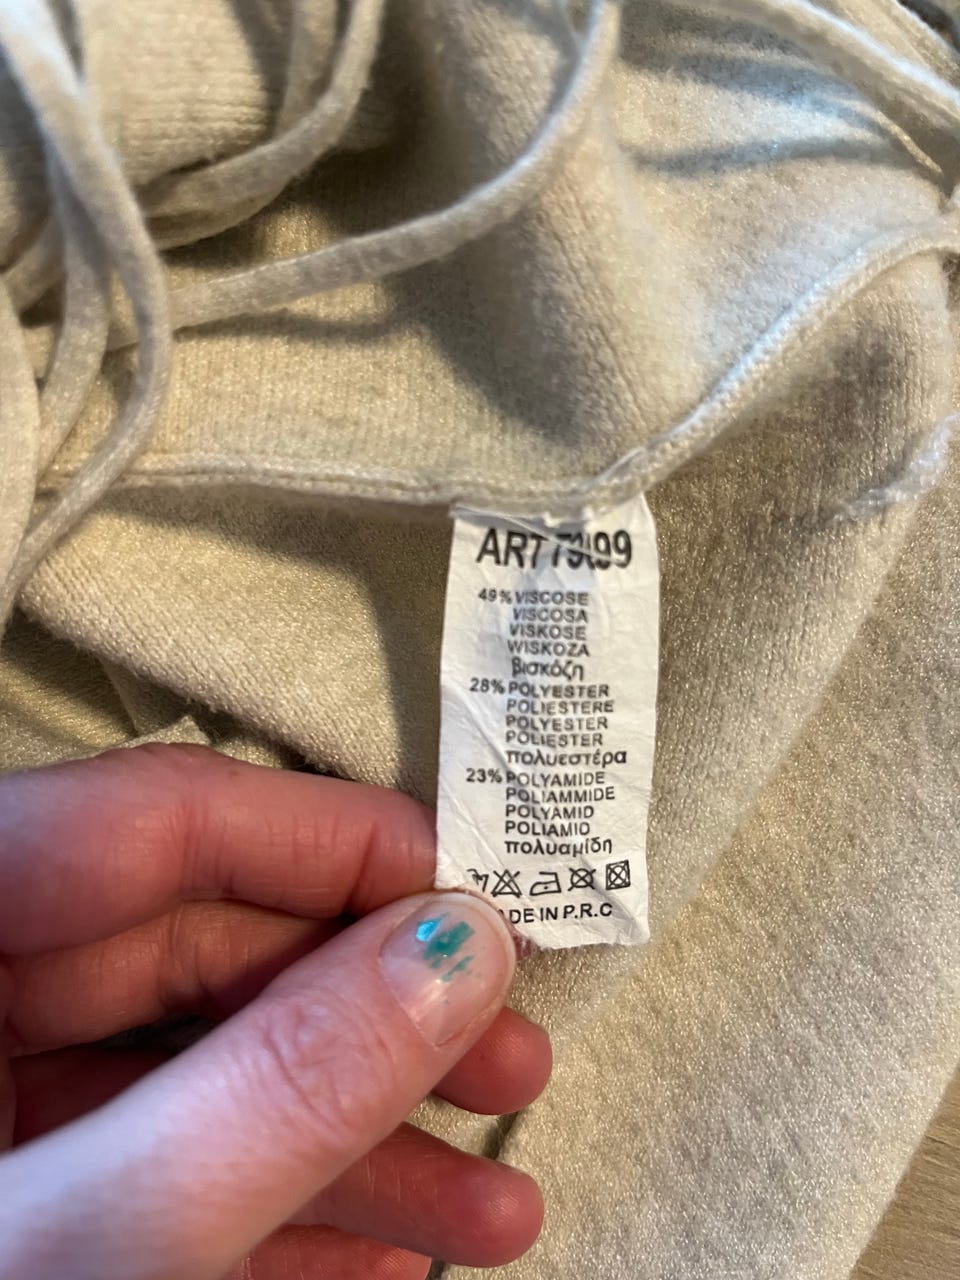 ART
49% VISCOSE
VISCOSA
VISKOSE
WISKOZA
βισκόζη
28% POLYESTER
POLIESTERE
POLYESTER
POLIESTER
πολυεστέρα
23% POLYAMIDE
POLIAMMIDE
POLYAMID
POLIAMID
πολυαμίδη
ADE IN P.R.C